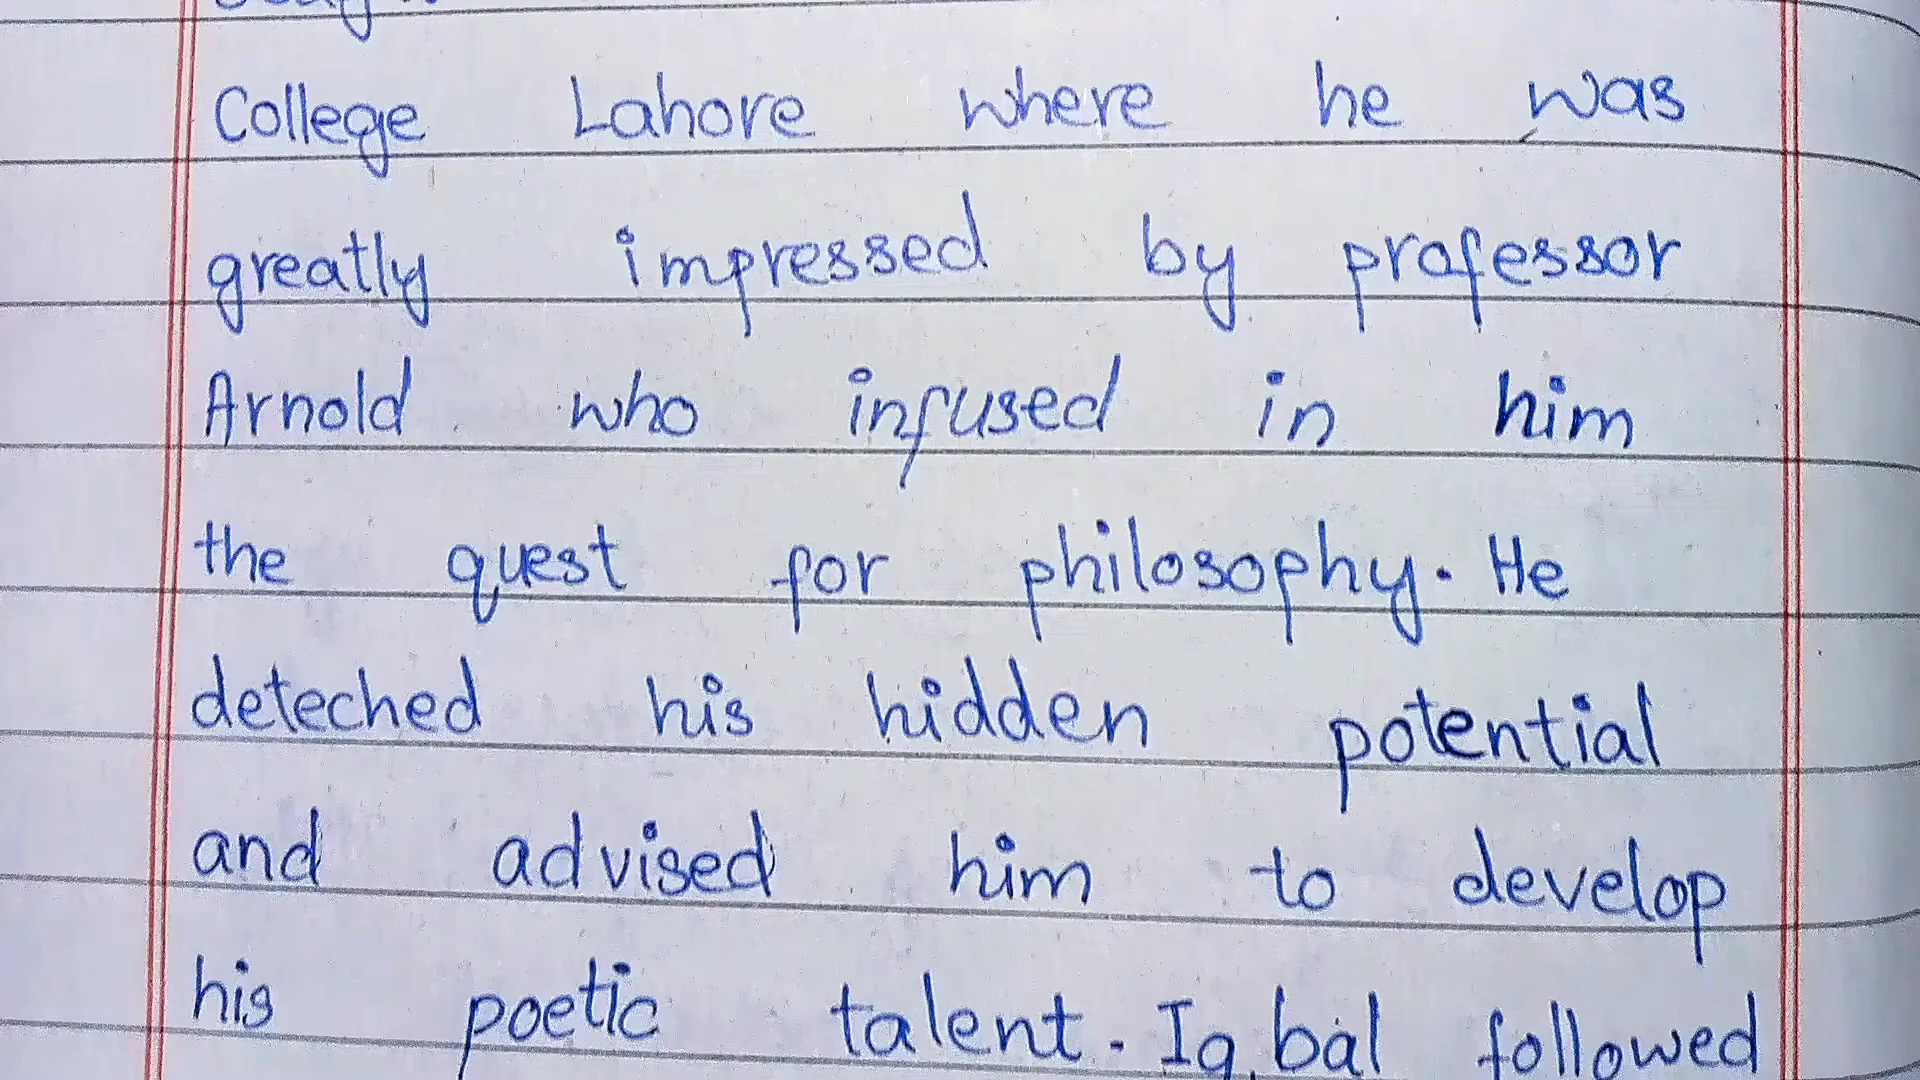 College Lahore where he was
greatly impressed by professor
Arnold who infused in him
the quest for philosophy. He
deteched his hidden potential
and advised him to develop
his poetic talent. Iqbal followed